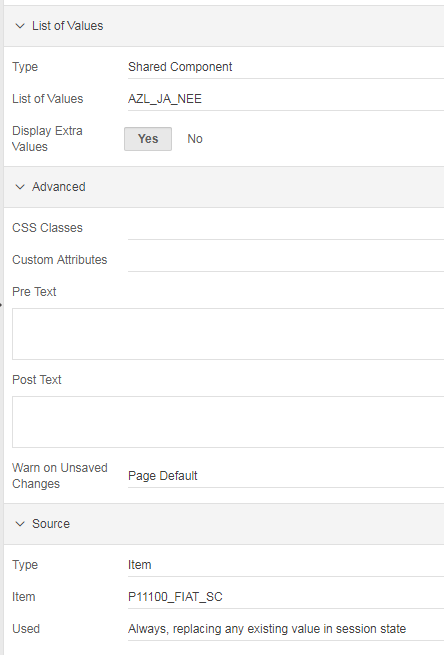 List of Values
Type Shared Component
List of Values AZL_JA_NEE
Display Extra
Values Yes No
Advanced
CSS Classes
Custom Attributes
Pre Text
Post Text
Warn on Unsaved
Changes Page Default
Source
Type Item
Item P11100_FIAT_SC
Used Always, replacing any existing value in session state